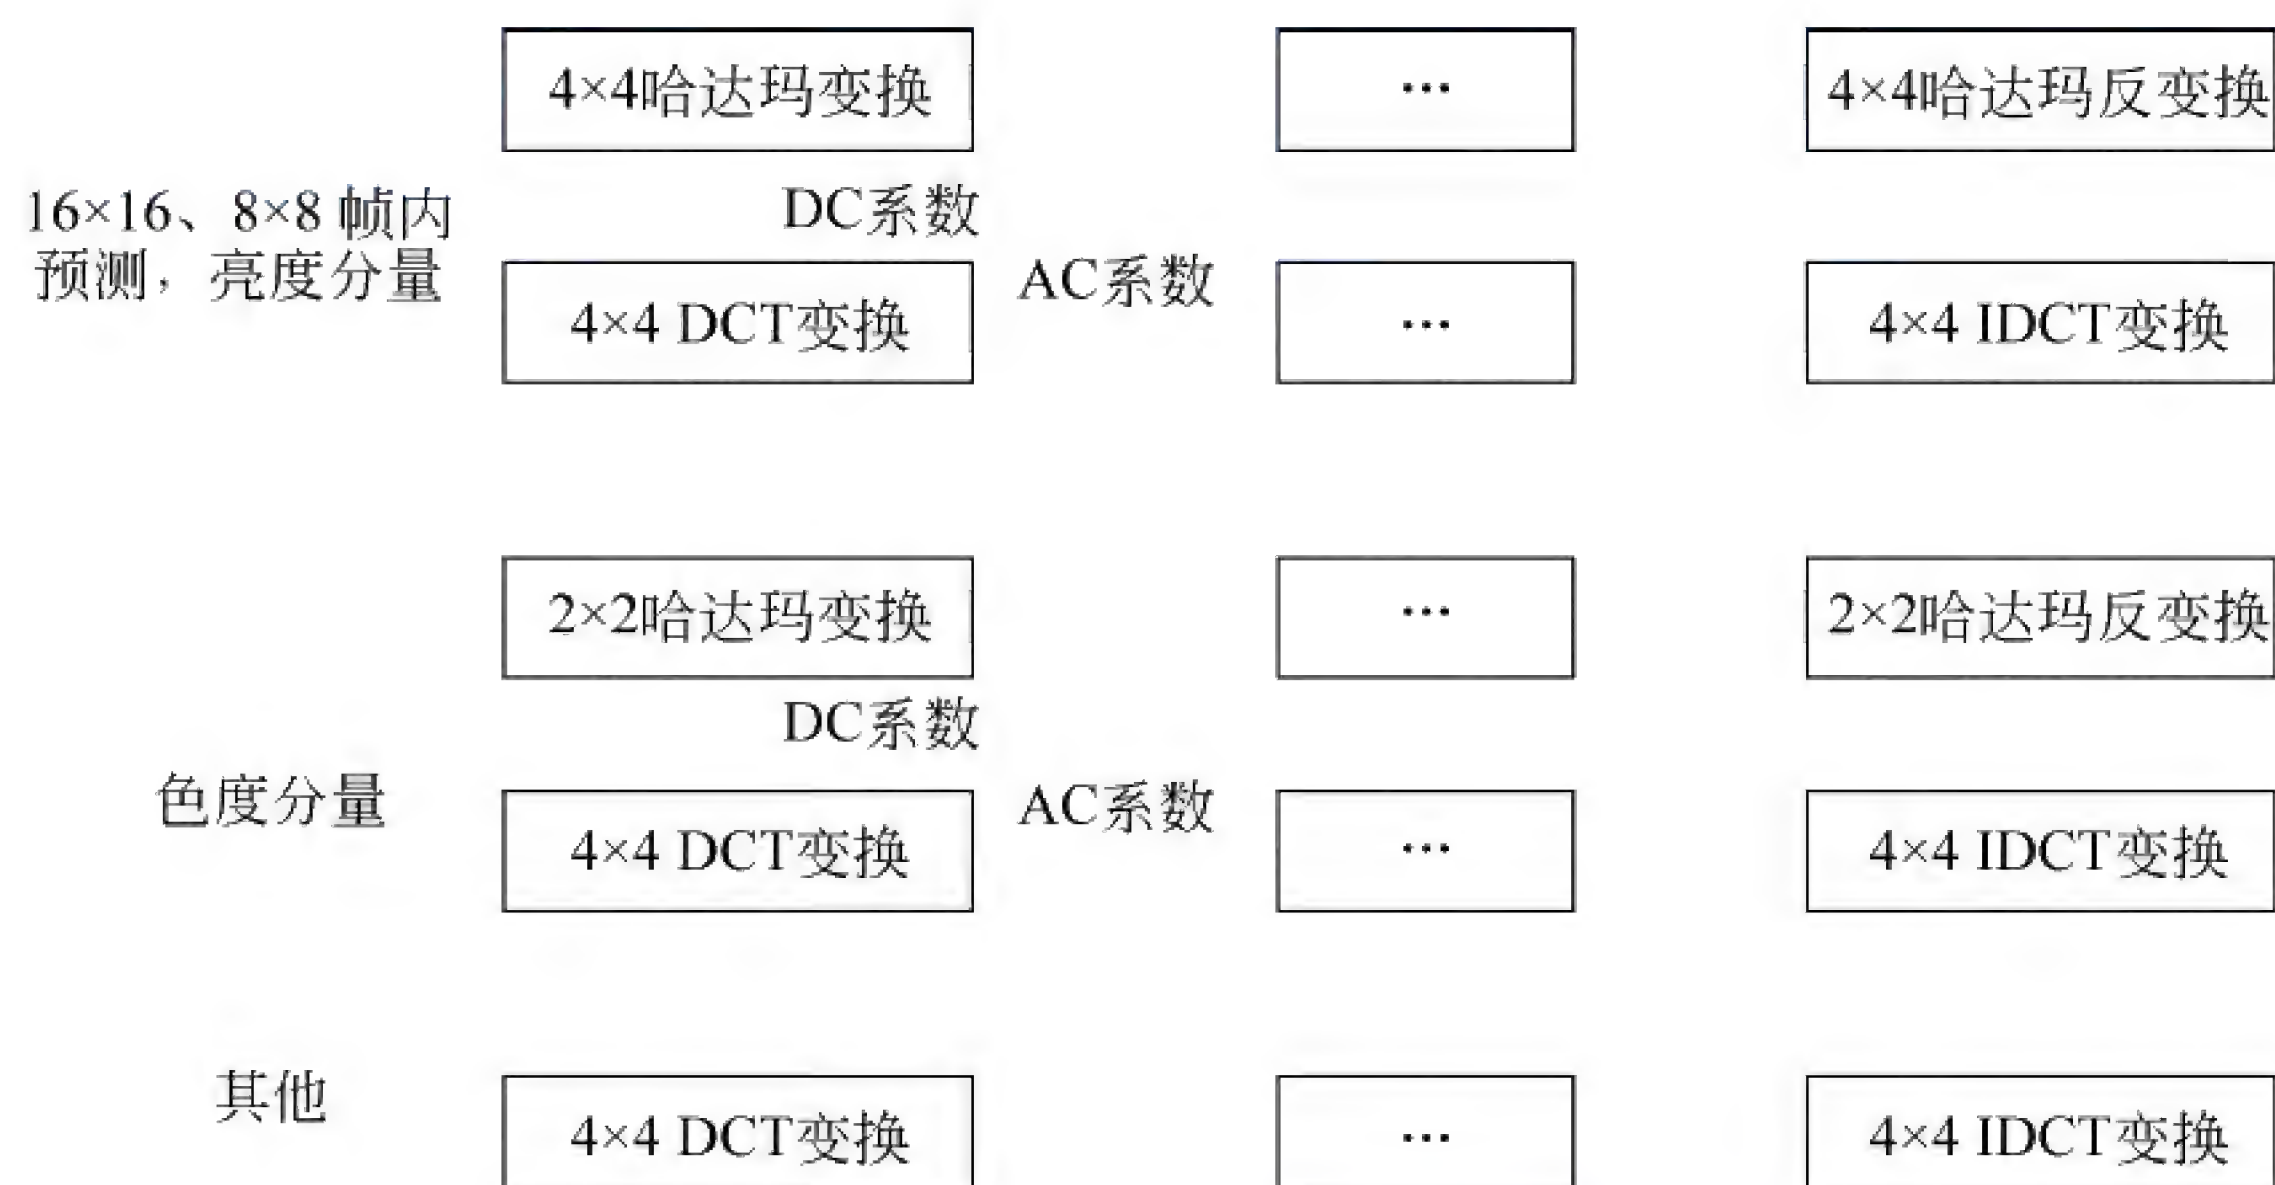 4×4哈达玛变换
…
4×4哈达玛反变换
16×16、8×8 帧内
预测，亮度分量
DC系数
AC系数
4×4 DCT变换
…
4×4 IDCT变换
2×2哈达玛变换
…
2×2哈达玛反变换
DC系数
色度分量
AC系数
4×4 DCT变换
…
4×4 IDCT变换
其他
4×4 DCT变换
…
4×4 IDCT变换